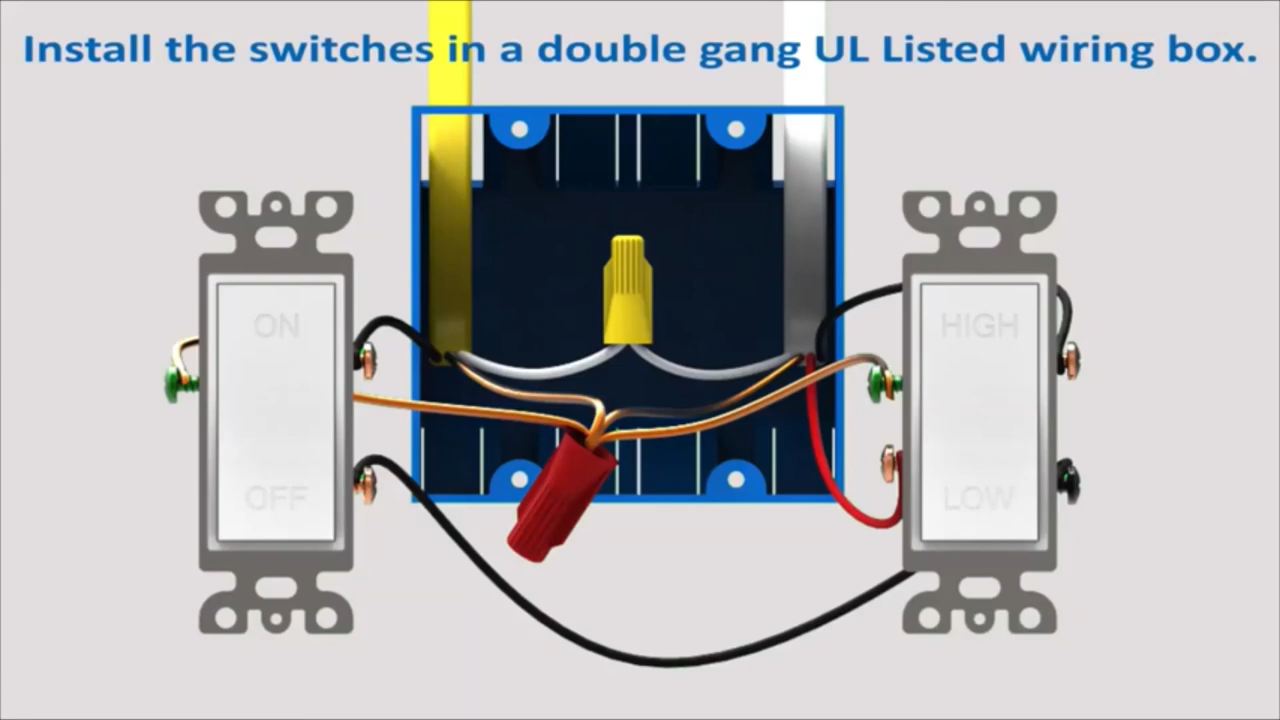 Install the switches in a double gang UL Listed wiring box.
ON
OFF
HIGH
LOW